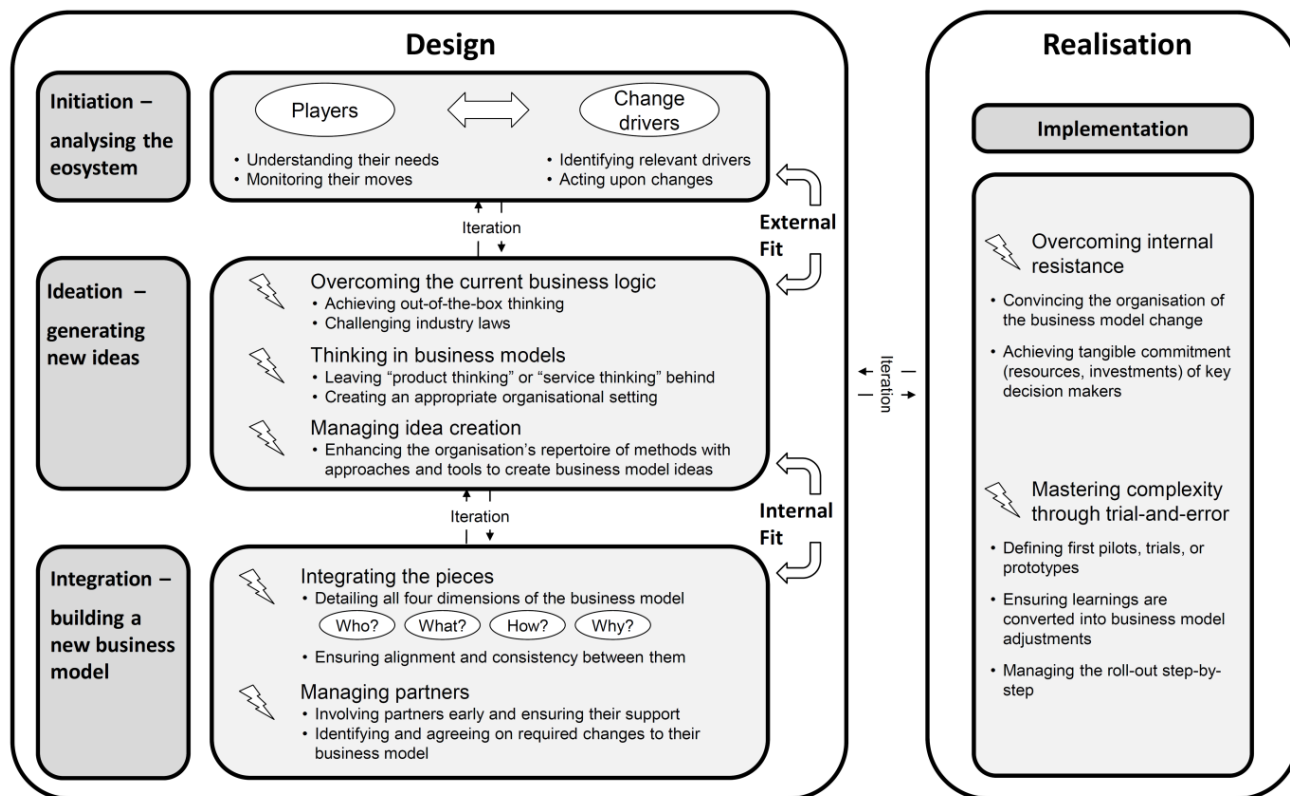 Design
Initiation –
analysing the
eosystem
Players
Change
drivers
• Understanding their needs
• Monitoring their moves
• Identifying relevant drivers
• Acting upon changes
Iteration
External
Fit
Ideation –
generating
new ideas
Overcoming the current business logic
• Achieving out-of-the-box thinking
• Challenging industry laws
Thinking in business models
• Leaving “product thinking” or “service thinking” behind
• Creating an appropriate organisational setting
Managing idea creation
• Enhancing the organisation’s repertoire of methods with
approaches and tools to create business model ideas
Iteration
Internal
Fit
Integration –
building a
new business
model
Integrating the pieces
• Detailing all four dimensions of the business model
Who?
What?
How?
Why?
• Ensuring alignment and consistency between them
Managing partners
• Involving partners early and ensuring their support
• Identifying and agreeing on required changes to their
business model
Iteration
Realisation
Implementation
Overcoming internal
resistance
• Convincing the organisation of
the business model change
• Achieving tangible commitment
(resources, investments) of key
decision makers
Mastering complexity
through trial-and-error
• Defining first pilots, trials, or
prototypes
• Ensuring learnings are
converted into business model
adjustments
• Managing the roll-out step-by-
step